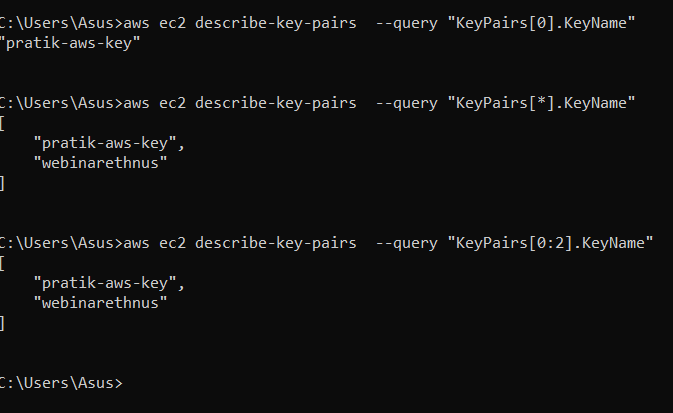 C:\Users\Asus>aws ec2 describe-key-pairs  --query "KeyPairs[0].KeyName"
"pratik-aws-key"
C:\Users\Asus>aws ec2 describe-key-pairs  --query "KeyPairs[*].KeyName"
[
    "pratik-aws-key",
    "webinarethnus"
]
C:\Users\Asus>aws ec2 describe-key-pairs  --query "KeyPairs[0:2].KeyName"
[
    "pratik-aws-key",
    "webinarethnus"
]
C:\Users\Asus>